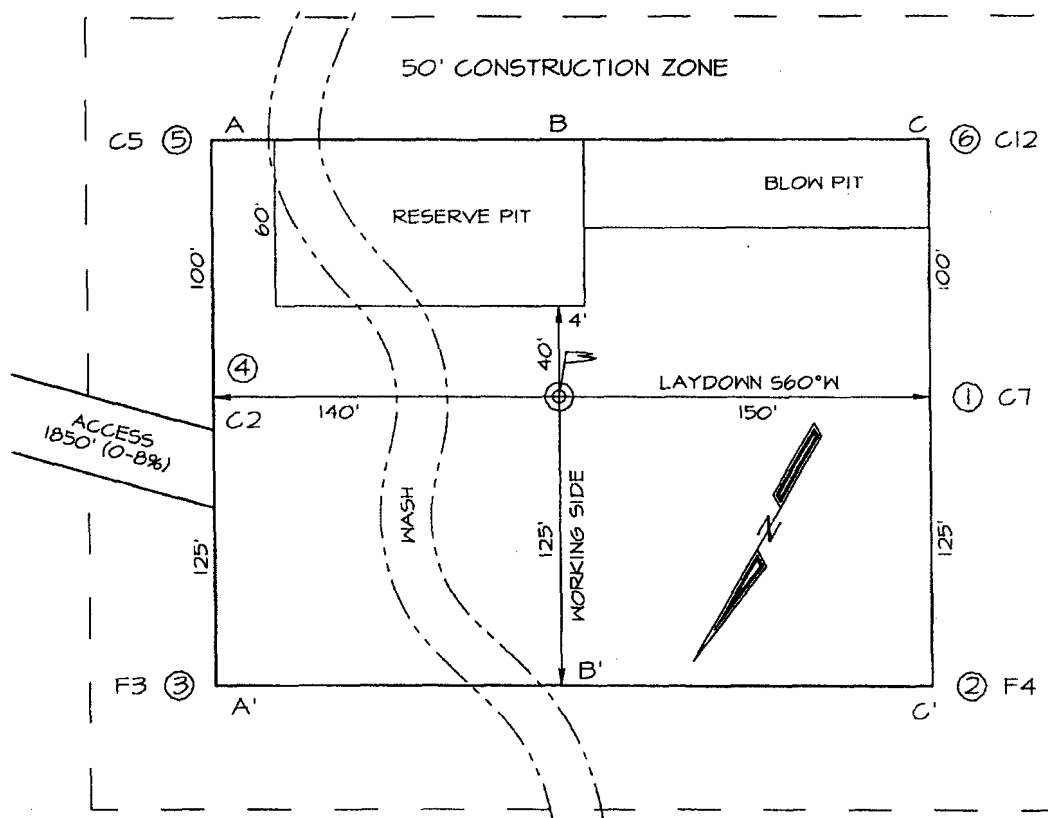 50' CONSTRUCTION ZONE
C5 5 A B C 6 C12
BLOW PIT
RESERVE PIT
60'
100'
100'
4'
40'
4
LAYDOWN S60°W
140'
150'
1 C7
C2
ACCESS
1850' (0-8%)
WASH
WORKING SIDE
125'
125'
125'
N
F3 3 A' B' C' 2 F4